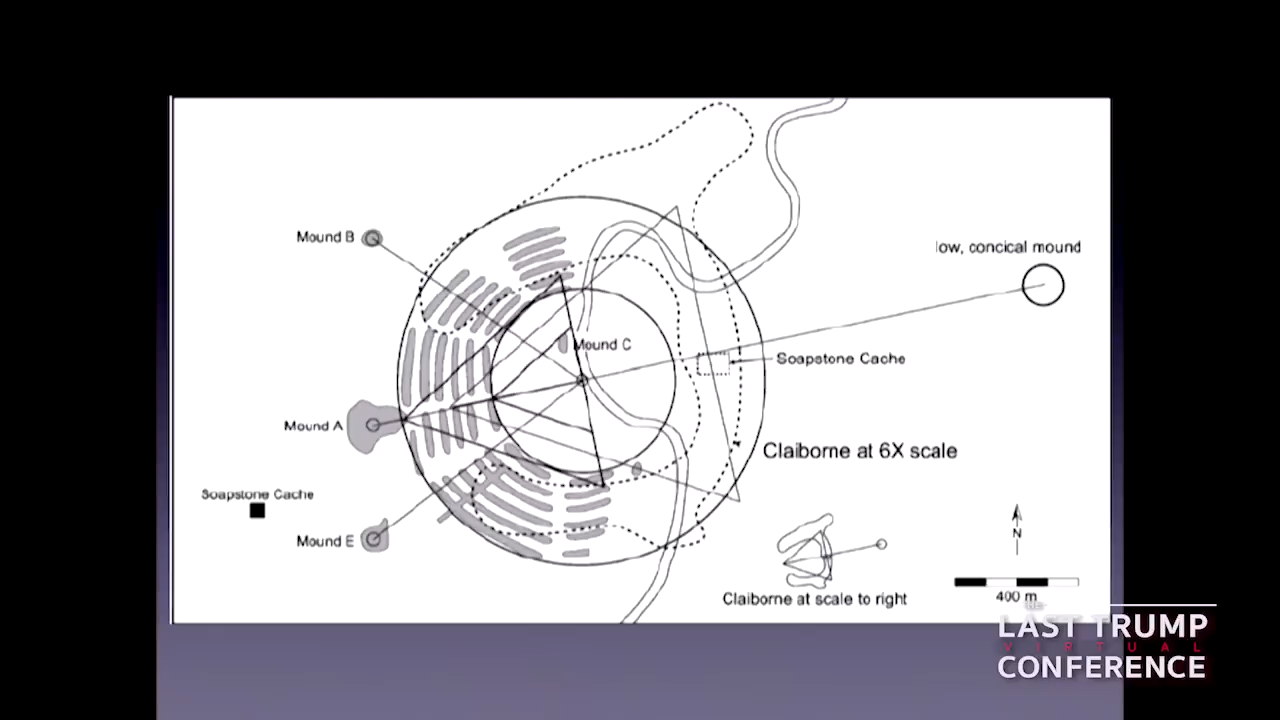 Mound B
low, concical mound
Mound C
Soapstone Cache
Mound A
Claiborne at 6X scale
Soapstone Cache
N
Mound E
Claiborne at scale to right
400 m
THE
LAST TRUMP
VIRTUAL
CONFERENCE